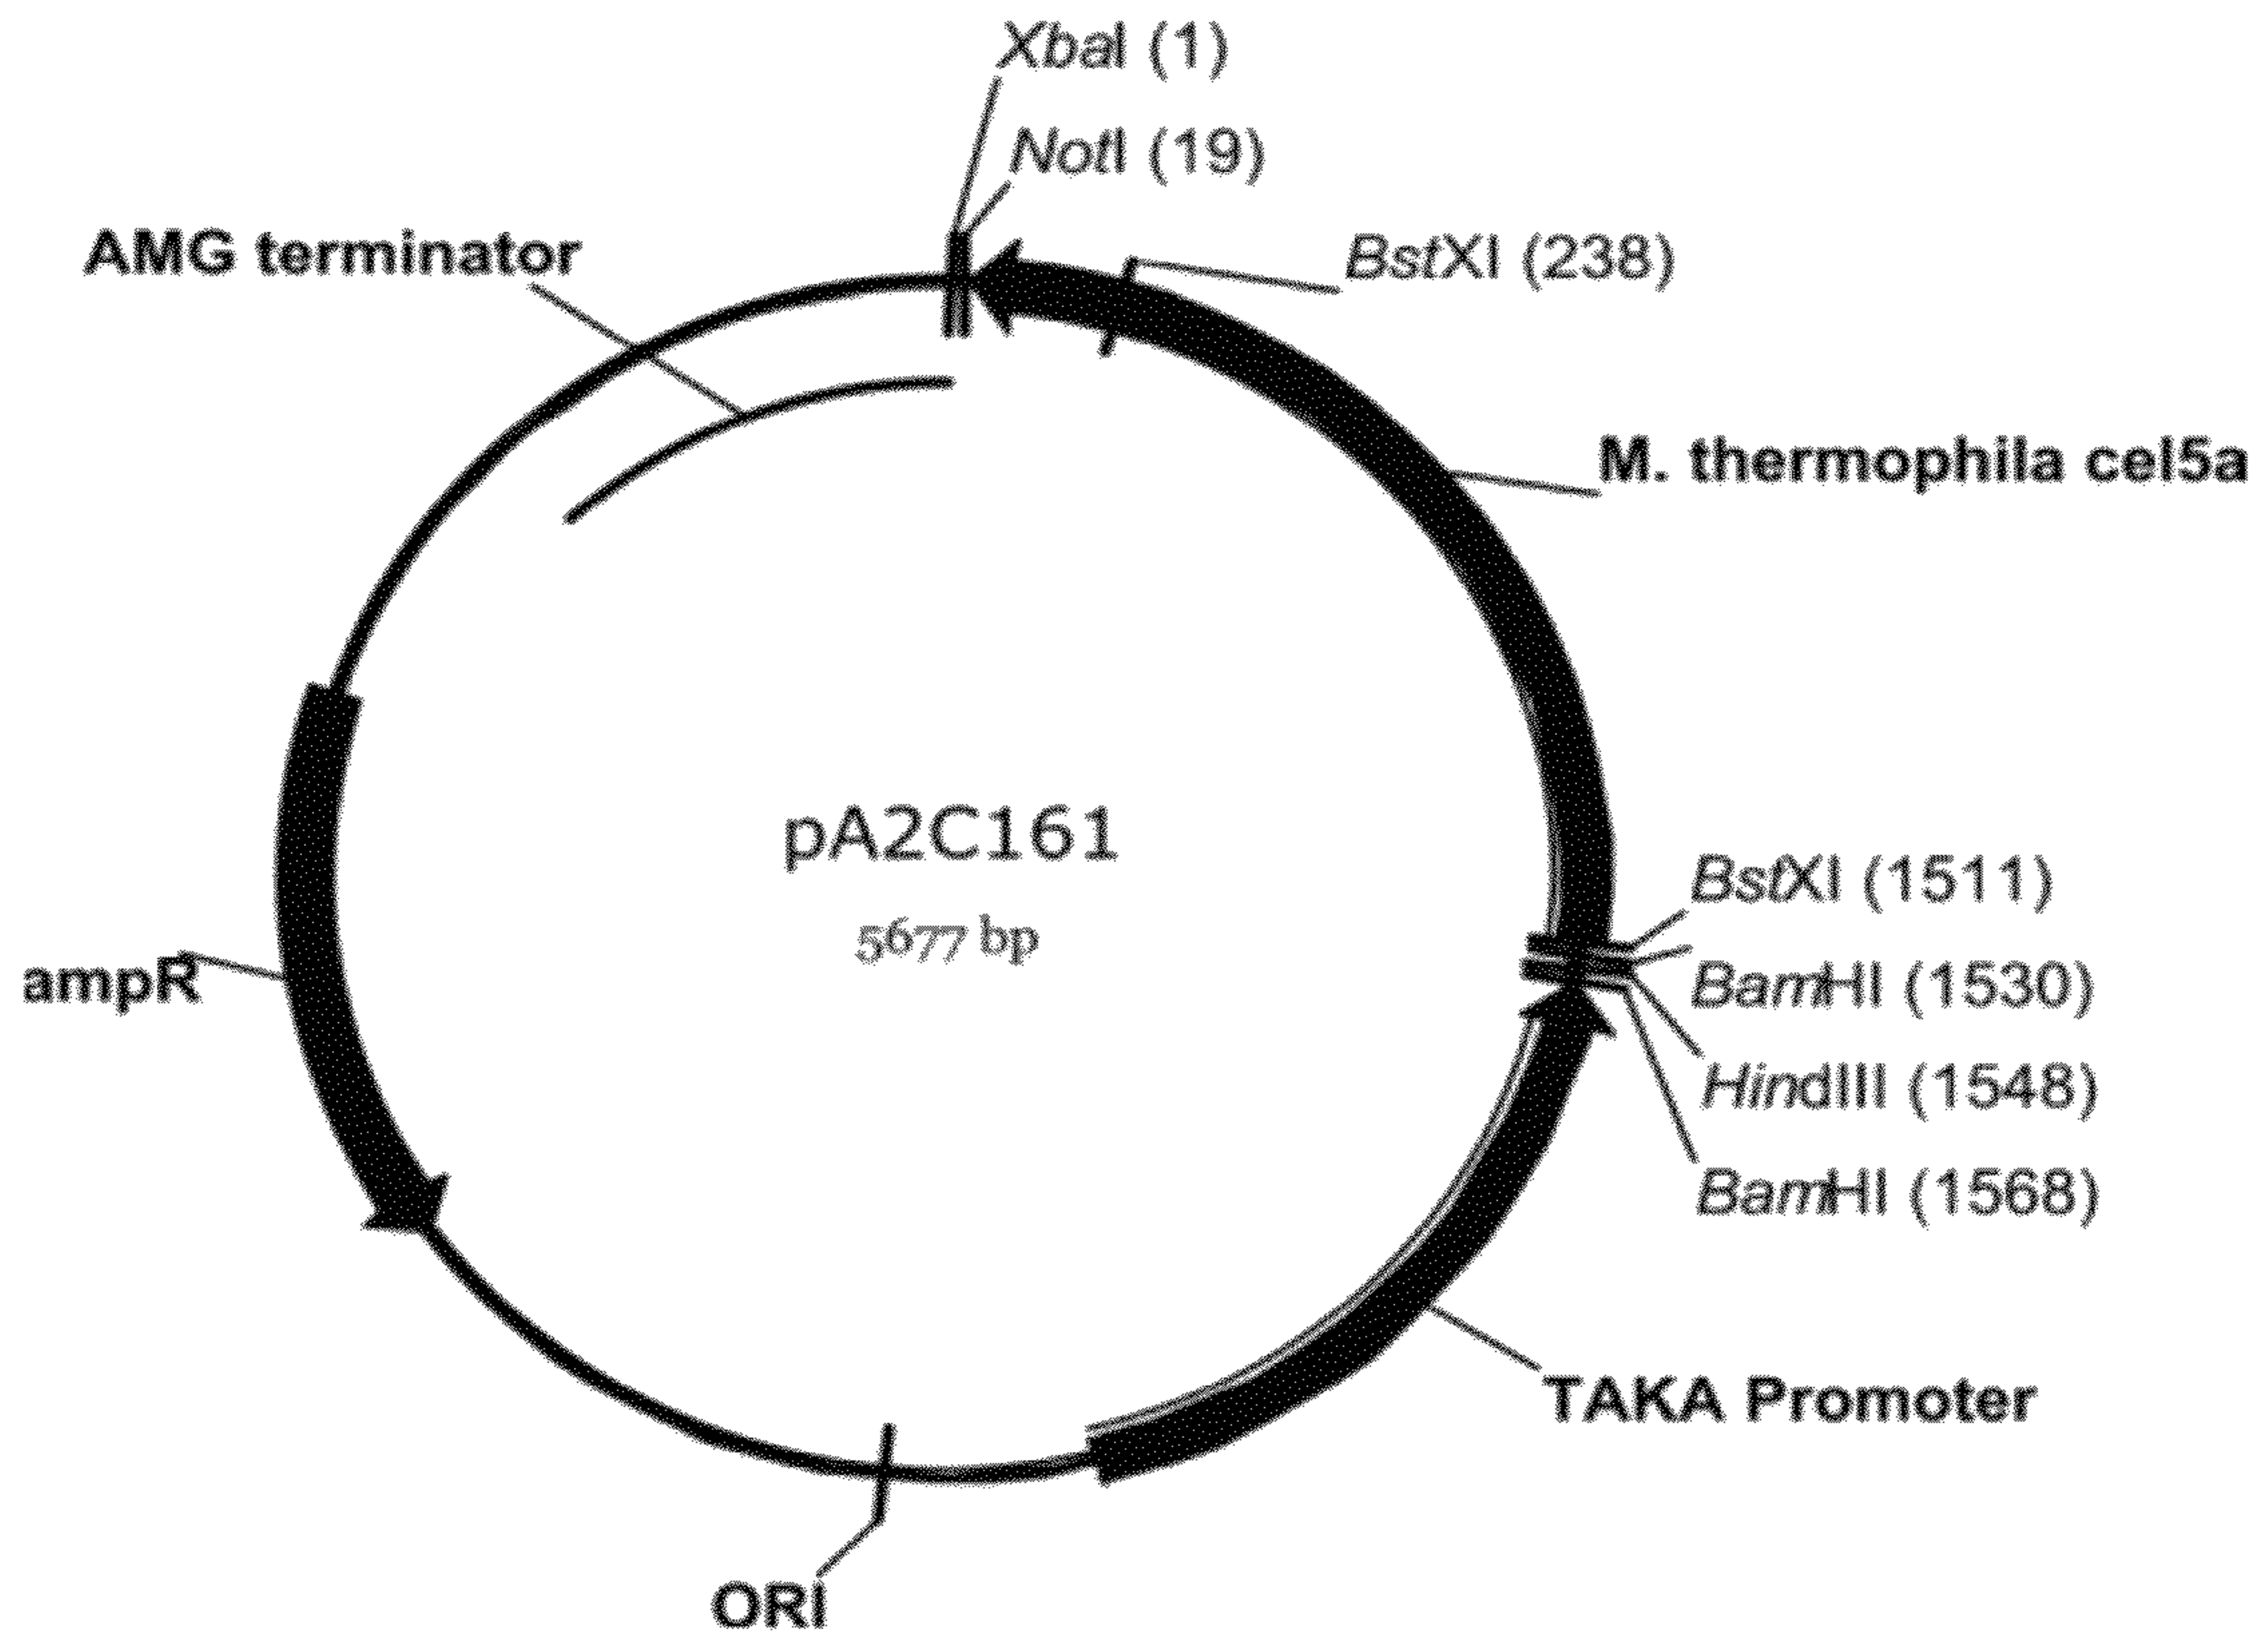 XbaI (1)
NotI (19)
AMG terminator
BstXI (238)
M. thermophila cel5a
pA2C161
5677 bp
BstXI (1511)
BamHI (1530)
HindIII (1548)
BamHI (1568)
ampR
TAKA Promoter
ORI